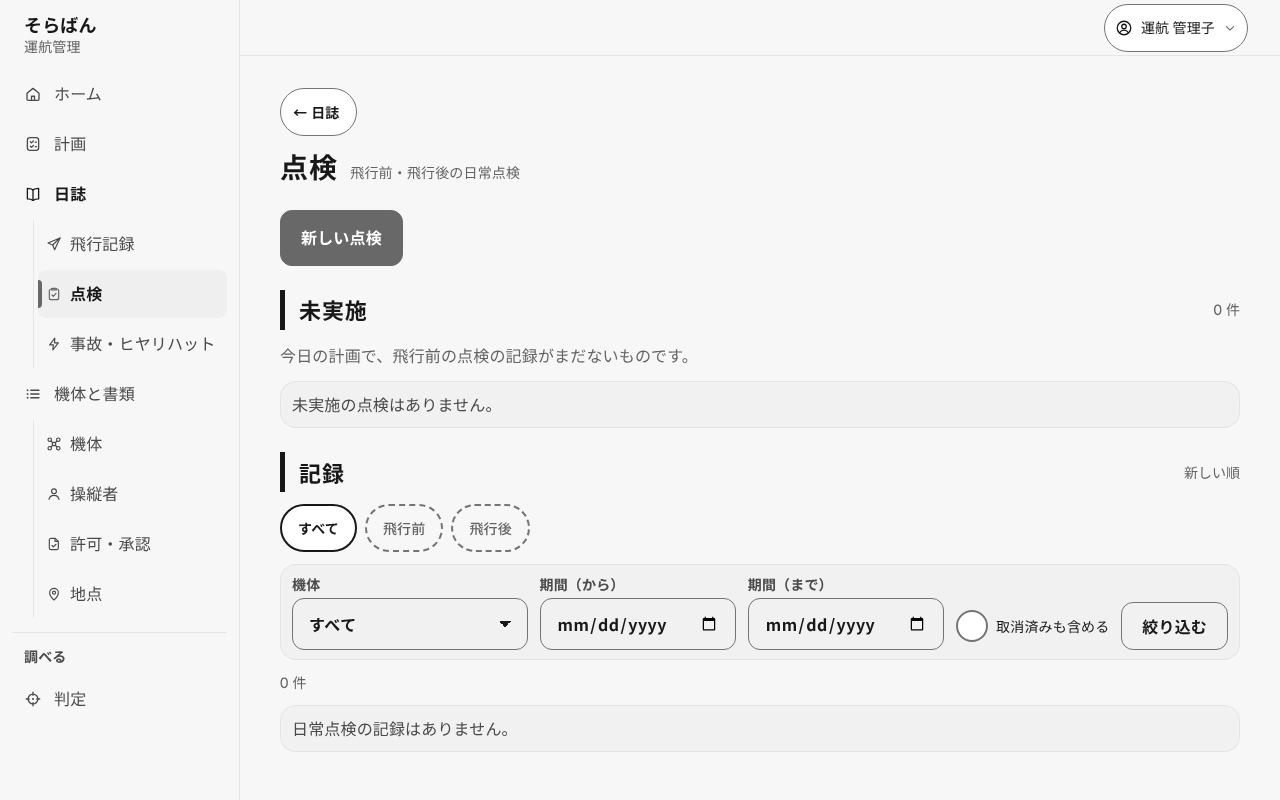 そらばん
運航管理
ホーム
計画
日誌
飛行記録
点検
事故・ヒヤリハット
機体と書類
機体
操縦者
許可・承認
地点
調べる
判定
運航 管理子
← 日誌
点検 飛行前・飛行後の日常点検
新しい点検
未実施 0 件
今日の計画で、飛行前の点検の記録がまだないものです。
未実施の点検はありません。
記録 新しい順
すべて 飛行前 飛行後
機体 期間（から） 期間（まで）
すべて mm/dd/yyyy mm/dd/yyyy 取消済みも含める 絞り込む
0 件
日常点検の記録はありません。